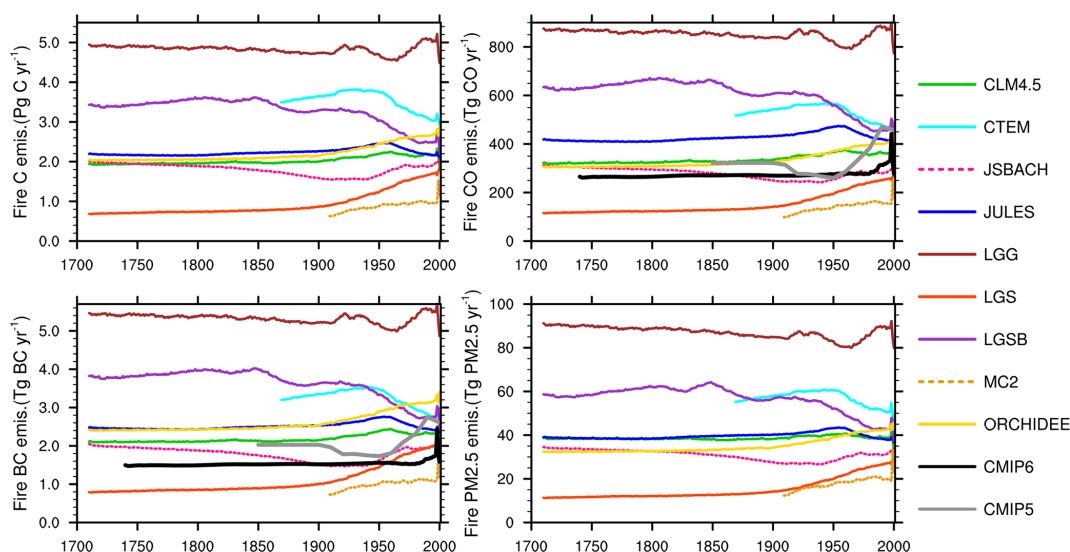 Fire C emis.(Pg C yr⁻¹)
5.0
4.0
3.0
2.0
1.0
0.0
1700 1750 1800 1850 1900 1950 2000
Fire CO emis.(Tg CO yr⁻¹)
800
600
400
200
0
1700 1750 1800 1850 1900 1950 2000
Fire BC emis.(Tg BC yr⁻¹)
5.0
4.0
3.0
2.0
1.0
0.0
1700 1750 1800 1850 1900 1950 2000
Fire PM2.5 emis.(Tg PM2.5 yr⁻¹)
100
80
60
40
20
0
1700 1750 1800 1850 1900 1950 2000
CLM4.5
CTEM
JSBACH
JULES
LGG
LGS
LGSB
MC2
ORCHIDEE
CMIP6
CMIP5